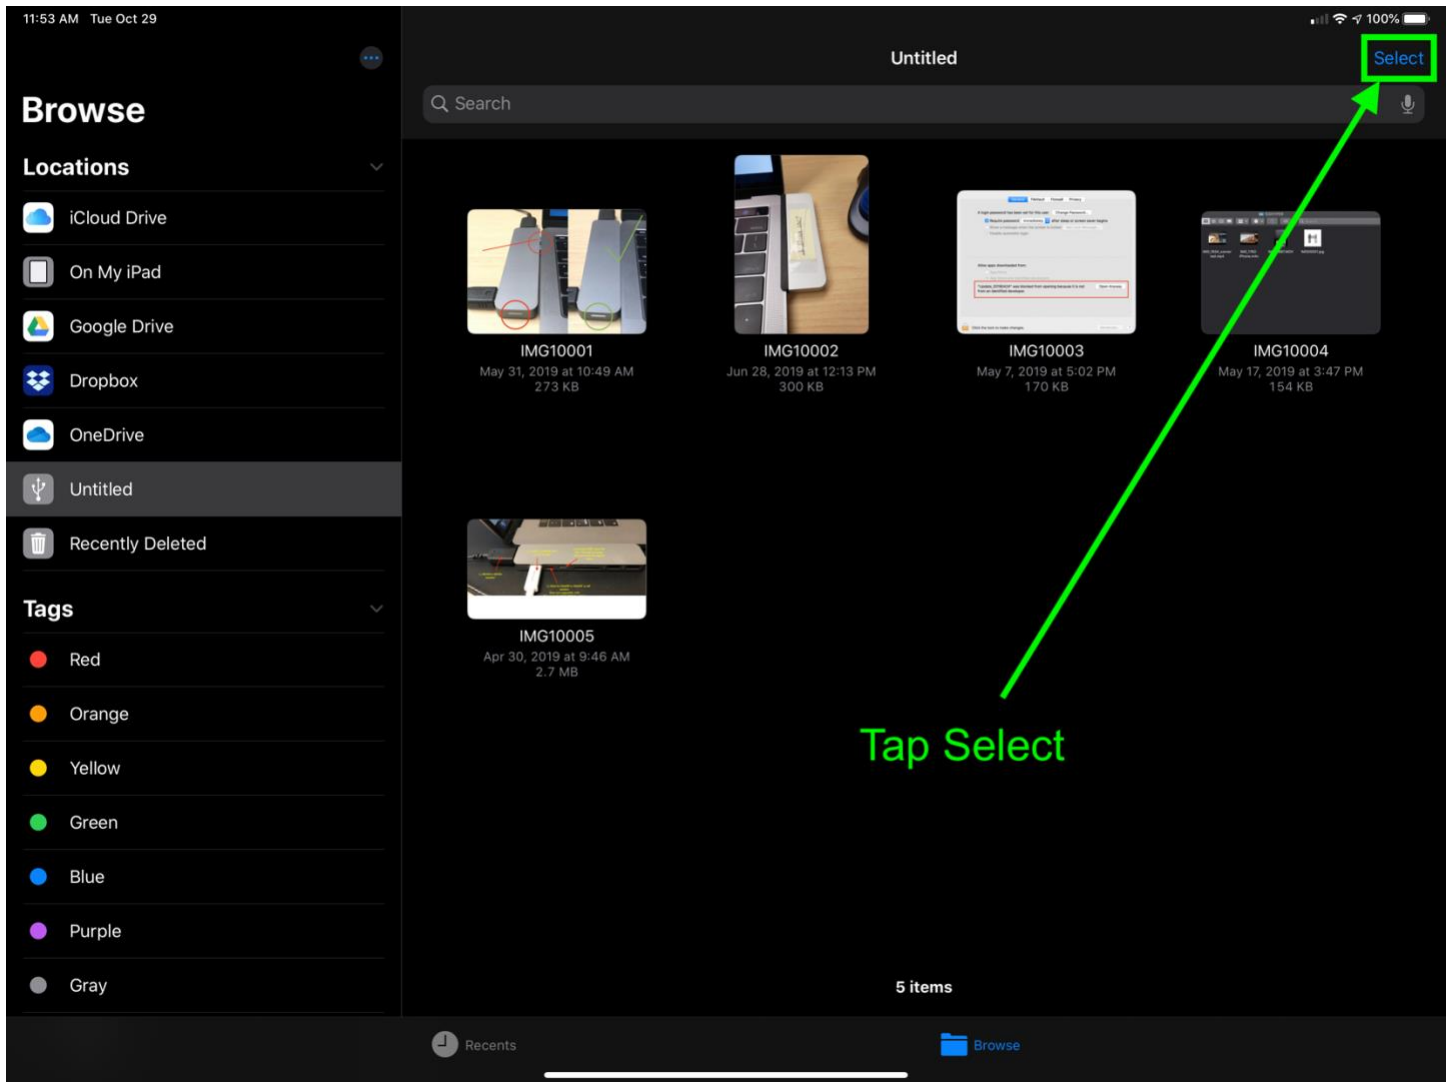 11:53 AM Tue Oct 29
100%
Untitled
Select
Browse
Search
Locations
iCloud Drive
On My iPad
Google Drive
Dropbox
OneDrive
Untitled
Recently Deleted
Tags
Red
Orange
Yellow
Green
Blue
Purple
Gray
IMG10001
May 31, 2019 at 10:49 AM
273 KB
IMG10002
Jun 28, 2019 at 12:13 PM
300 KB
IMG10003
May 7, 2019 at 5:02 PM
170 KB
IMG10004
May 17, 2019 at 3:47 PM
154 KB
IMG10005
Apr 30, 2019 at 9:46 AM
2.7 MB
Tap Select
5 items
Recents
Browse